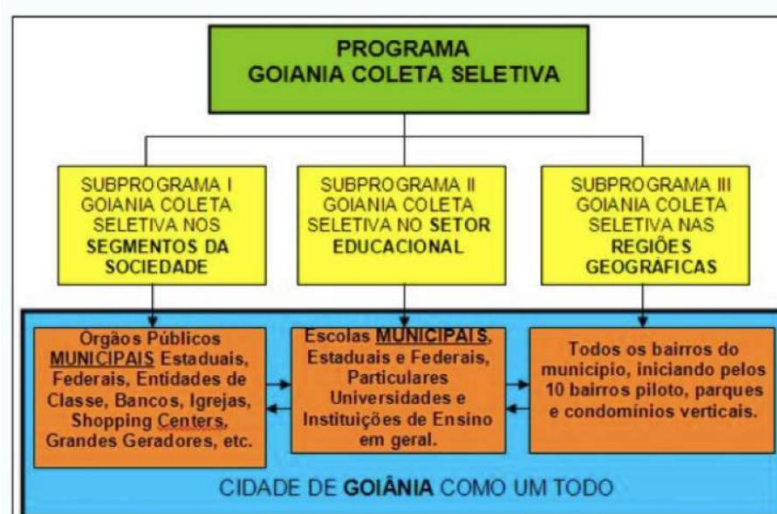 PROGRAMA
GOIANIA COLETA SELETIVA
SUBPROGRAMA I
GOIANIA COLETA
SELETIVA NOS
SEGMENTOS DA
SOCIEDADE
SUBPROGRAMA II
GOIANIA COLETA
SELETIVA NO SETOR
EDUCACIONAL
SUBPROGRAMA III
GOIANIA COLETA
SELETIVA NAS
REGIÕES
GEOGRÁFICAS
Órgãos Públicos
MUNICIPAIS Estaduais,
Federais, Entidades de
Classe, Bancos, Igrejas,
Shopping Centers,
Grandes Geradores, etc.
Escolas MUNICIPAIS,
Estaduais e Federais,
Particulares
Universidades e
Instituições de Ensino
em geral.
Todos os bairros do
município, iniciando pelos
10 bairros piloto, parques
e condomínios verticais.
CIDADE DE GOIÂNIA COMO UM TODO